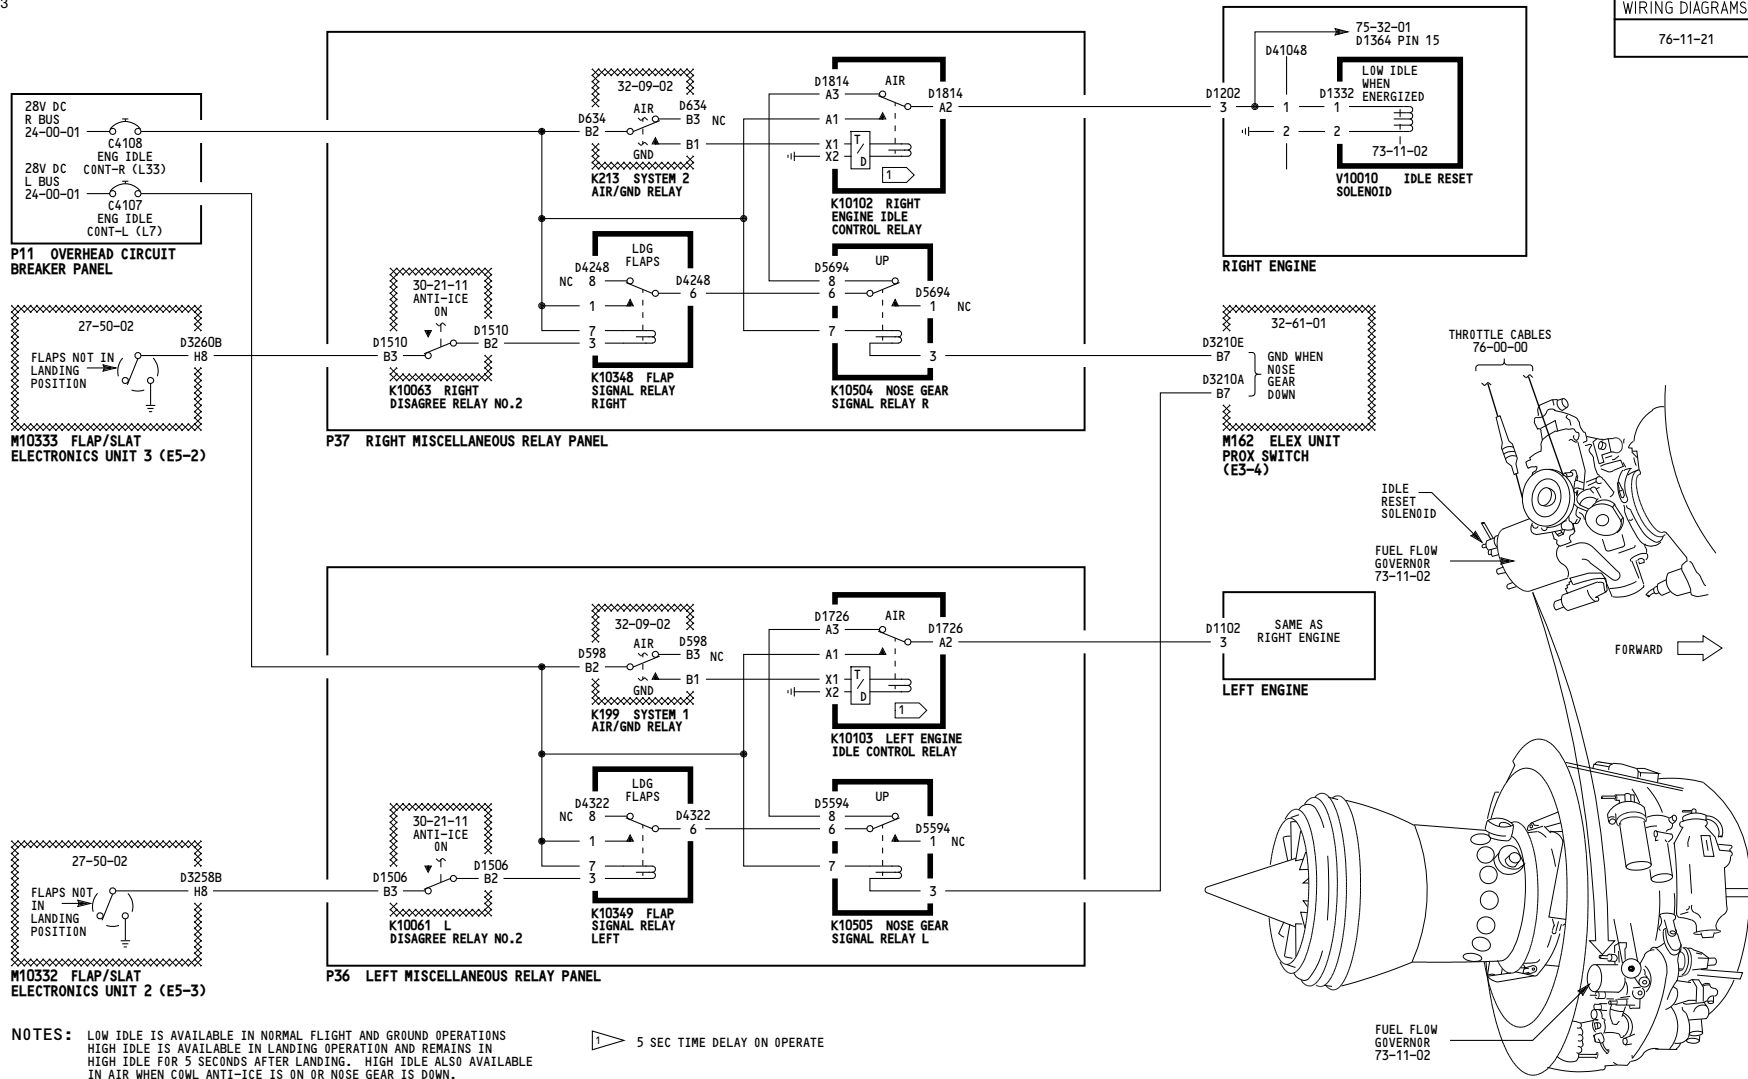 3
WIRING DIAGRAMS
76-11-21
28V DC
R BUS
24-00-01
C4108
ENG IDLE
CONT-R (L33)
28V DC
L BUS
24-00-01
C4107
ENG IDLE
CONT-L (L7)
P11 OVERHEAD CIRCUIT
BREAKER PANEL
27-50-02
FLAPS NOT IN
LANDING
POSITION
D3260B
H8
M10333 FLAP/SLAT
ELECTRONICS UNIT 3 (E5-2)
32-09-02
AIR
D634
B2
D634
B3 NC
B1
GND
K213 SYSTEM 2
AIR/GND RELAY
D1814
A3
AIR
D1814
A2
A1
X1
X2
T
D
1
K10102 RIGHT
ENGINE IDLE
CONTROL RELAY
30-21-11
ANTI-ICE
ON
D1510
B3
D1510
B2
K10063 RIGHT
DISAGREE RELAY NO.2
LDG
FLAPS
D4248
NC 8
D4248
6
1
7
3
K10348 FLAP
SIGNAL RELAY
RIGHT
UP
D5694
8
6
D5694
1 NC
7
3
K10504 NOSE GEAR
SIGNAL RELAY R
P37 RIGHT MISCELLANEOUS RELAY PANEL
75-32-01
D1364 PIN 15
D41048
LOW IDLE
WHEN
ENERGIZED
D1202
3
1
D1332
1
2
2
73-11-02
V10010 IDLE RESET
SOLENOID
RIGHT ENGINE
32-61-01
D3210E
B7
D3210A
B7
GND WHEN
NOSE
GEAR
DOWN
M162 ELEX UNIT
PROX SWITCH
(E3-4)
THROTTLE CABLES
76-00-00
IDLE
RESET
SOLENOID
FUEL FLOW
GOVERNOR
73-11-02
FORWARD
27-50-02
FLAPS NOT
IN
LANDING
POSITION
D3258B
H8
M10332 FLAP/SLAT
ELECTRONICS UNIT 2 (E5-3)
32-09-02
AIR
D598
B2
D598
B3 NC
B1
GND
K199 SYSTEM 1
AIR/GND RELAY
D1726
A3
AIR
D1726
A2
A1
X1
X2
T
D
1
K10103 LEFT ENGINE
IDLE CONTROL RELAY
30-21-11
ANTI-ICE
ON
D1506
B3
D1506
B2
K10061 L
DISAGREE RELAY NO.2
LDG
FLAPS
D4322
NC 8
D4322
6
1
7
3
K10349 FLAP
SIGNAL RELAY
LEFT
UP
D5594
8
6
D5594
1 NC
7
3
K10505 NOSE GEAR
SIGNAL RELAY L
P36 LEFT MISCELLANEOUS RELAY PANEL
D1102
3
SAME AS
RIGHT ENGINE
LEFT ENGINE
FUEL FLOW
GOVERNOR
73-11-02
NOTES: LOW IDLE IS AVAILABLE IN NORMAL FLIGHT AND GROUND OPERATIONS
HIGH IDLE IS AVAILABLE IN LANDING OPERATION AND REMAINS IN
HIGH IDLE FOR 5 SECONDS AFTER LANDING. HIGH IDLE ALSO AVAILABLE
IN AIR WHEN COWL ANTI-ICE IS ON OR NOSE GEAR IS DOWN.
1 5 SEC TIME DELAY ON OPERATE